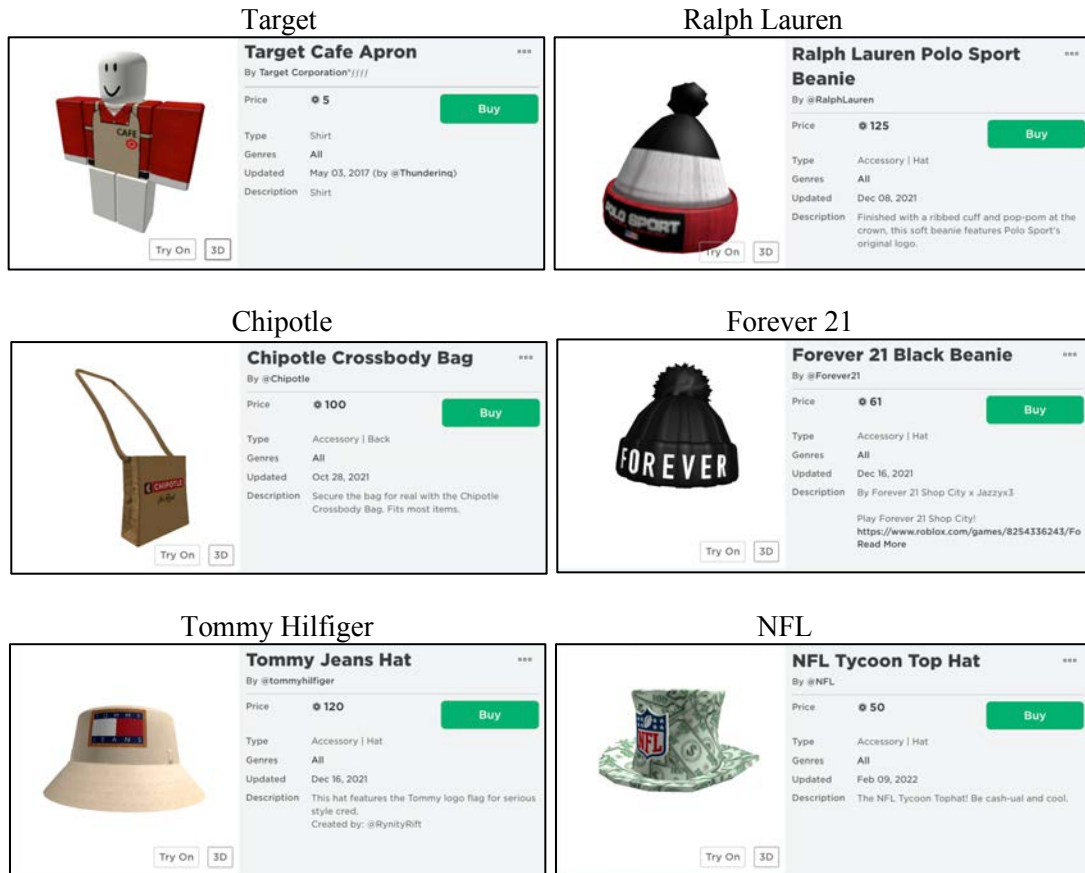 Target
Target Cafe Apron
By Target Corporation*ƒƒƒƒ
Price 5
Buy
Type Shirt
Genres All
Updated May 03, 2017 (by @Thunderinq)
Description Shirt
CAFE
Try On 3D
Ralph Lauren
Ralph Lauren Polo Sport
Beanie
By @RalphLauren
Price 125
Buy
Type Accessory | Hat
Genres All
Updated Dec 08, 2021
Description Finished with a ribbed cuff and pop-pom at the
crown, this soft beanie features Polo Sport's
original logo.
POLO SPORT
Try On 3D
Chipotle
Chipotle Crossbody Bag
By @Chipotle
Price 100
Buy
Type Accessory | Back
Genres All
Updated Oct 28, 2021
Description Secure the bag for real with the Chipotle
Crossbody Bag. Fits most items.
CHIPOTLE
Try On 3D
Forever 21
Forever 21 Black Beanie
By @Forever21
Price 61
Buy
Type Accessory | Hat
Genres All
Updated Dec 16, 2021
Description By Forever 21 Shop City x Jazzyx3
Play Forever 21 Shop City!
https://www.roblox.com/games/8254336243/Fo
Read More
FOREVER
Try On 3D
Tommy Hilfiger
Tommy Jeans Hat
By @tommyhilfiger
Price 120
Buy
Type Accessory | Hat
Genres All
Updated Dec 16, 2021
Description This hat features the Tommy logo flag for serious
style cred.
Created by: @RynityRift
TOMMY
JEANS
Try On 3D
NFL
NFL Tycoon Top Hat
By @NFL
Price 50
Buy
Type Accessory | Hat
Genres All
Updated Feb 09, 2022
Description The NFL Tycoon Tophat! Be cash-ual and cool.
NFL
Try On 3D